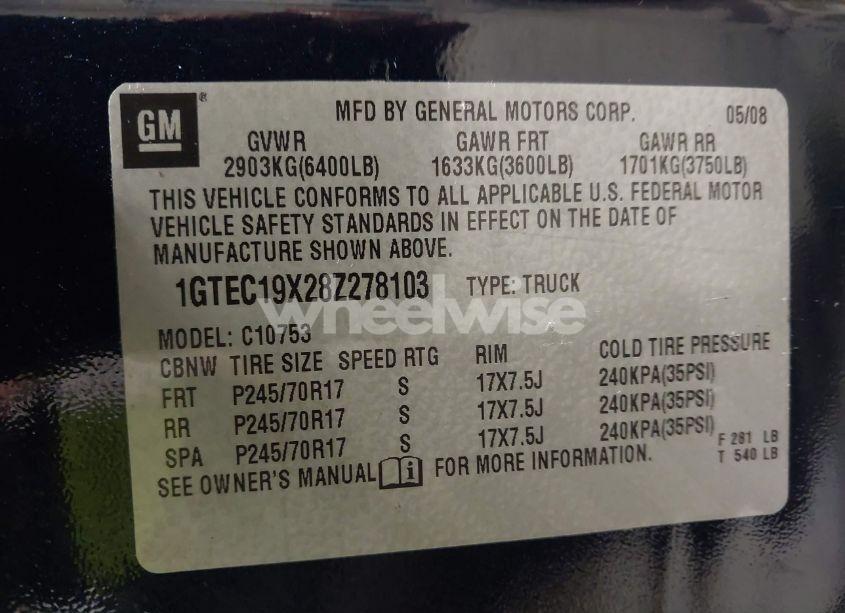 GM ®
MFD BY GENERAL MOTORS CORP. 05/08
GVWR GAWR FRT GAWR RR
2903KG(6400LB) 1633KG(3600LB) 1701KG(3750LB)
THIS VEHICLE CONFORMS TO ALL APPLICABLE U.S. FEDERAL MOTOR
VEHICLE SAFETY STANDARDS IN EFFECT ON THE DATE OF
MANUFACTURE SHOWN ABOVE.
1GTEC19X28Z278103 TYPE: TRUCK
wheelwise
MODEL: C10753
CBNW TIRE SIZE SPEED RTG RIM COLD TIRE PRESSURE
FRT P245/70R17 S 17X7.5J 240KPA(35PSI)
RR P245/70R17 S 17X7.5J 240KPA(35PSI)
SPA P245/70R17 S 17X7.5J 240KPA(35PSI)
F 281 LB
T 540 LB
SEE OWNER'S MANUAL i FOR MORE INFORMATION.